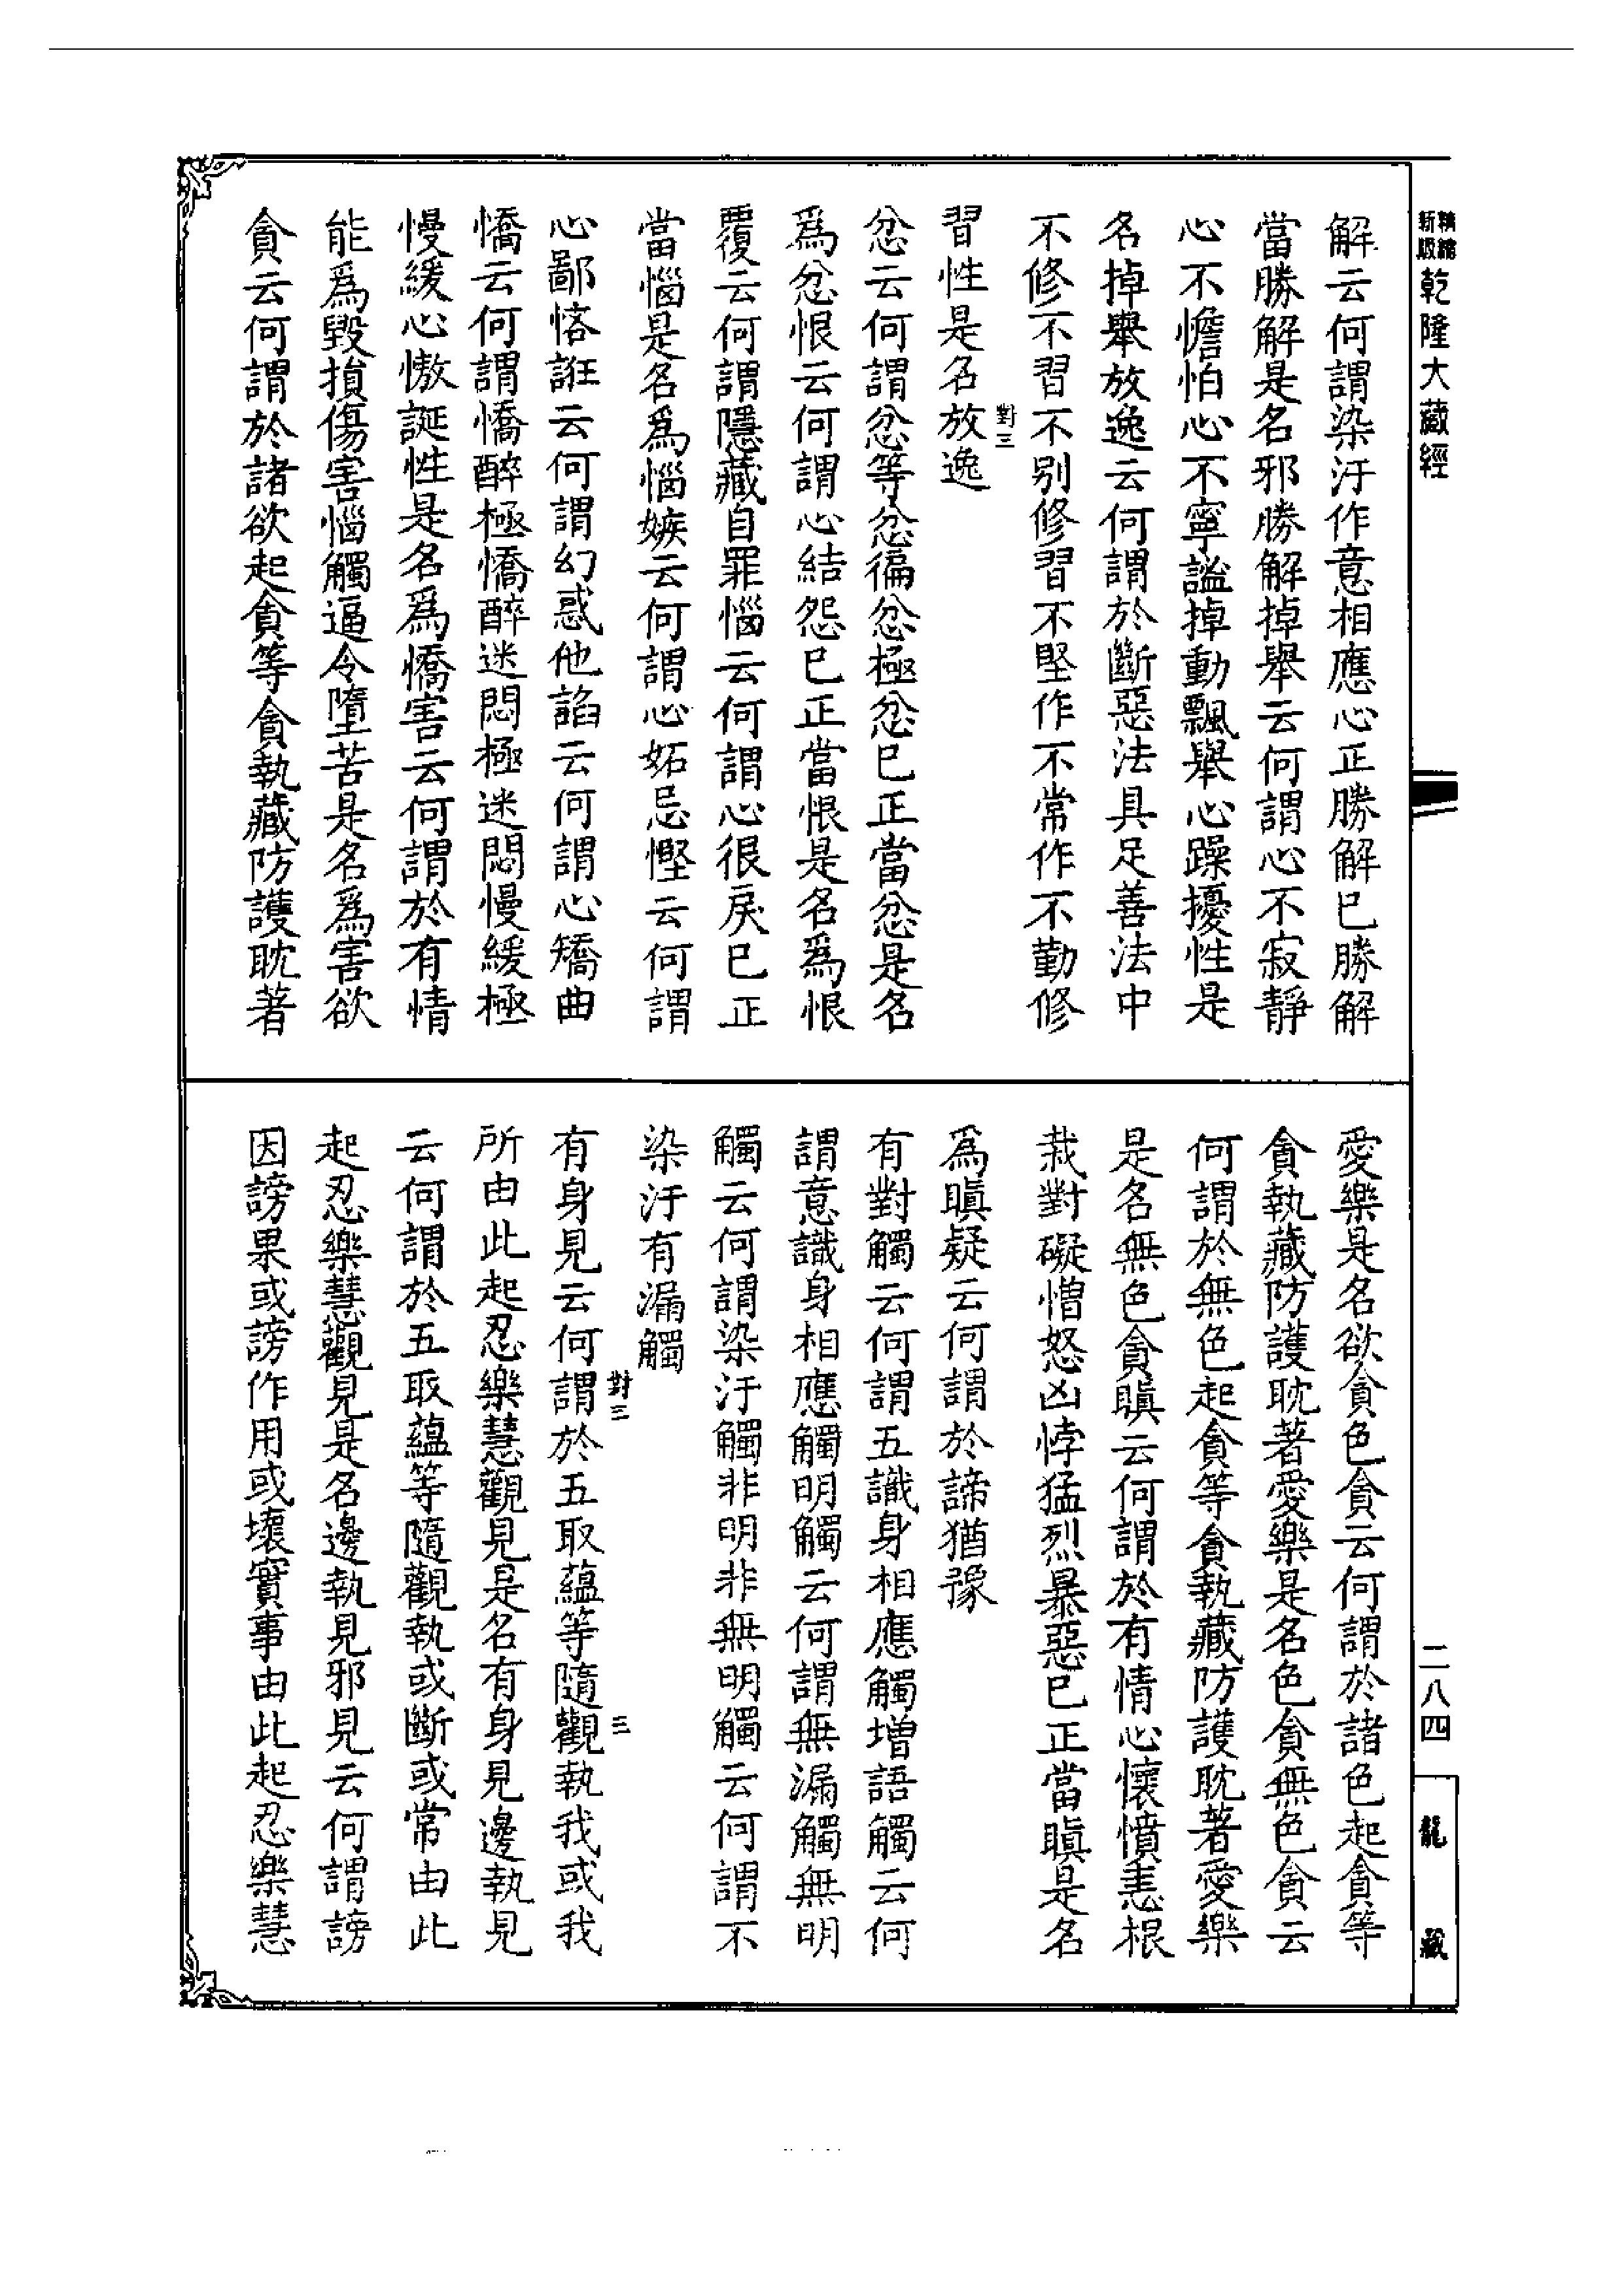 精縮
新版
乾隆大藏經
解云何謂染汙作意相應心正勝解已勝解
當勝解是名邪勝解掉舉云何謂心不寂靜
心不憺怕心不寧謐掉動飄舉心躁擾性是
名掉舉放逸云何謂於斷惡法具足善法中
不修不習不別修習不堅作不常作不勤修
習性是名放逸
對三
忿云何謂忿等忿徧忿極忿已正當忿是名
為忿恨云何謂心結怨已正當恨是名為恨
覆云何謂隱藏自罪惱云何謂心很戾已正
當惱是名為惱嫉云何謂心妬忌慳云何謂
心鄙悋誑云何謂幻惑他諂云何謂心矯曲
憍云何謂憍醉極憍醉迷悶極迷悶慢緩極
慢緩心慠誕性是名為憍害云何謂於有情
能為毀損傷害惱觸逼令墮苦是名為害欲
貪云何謂於諸欲起貪等貪執藏防護耽著
愛樂是名欲貪色貪云何謂於諸色起貪等
貪執藏防護耽著愛樂是名色貪無色貪云
何謂於無色起貪等貪執藏防護耽著愛樂
是名無色貪瞋云何謂於有情心懷憤恚根
栽對礙憎怒凶悖猛烈暴惡已正當瞋是名
為瞋疑云何謂於諦猶豫
有對觸云何謂五識身相應觸增語觸云何
謂意識身相應觸明觸云何謂無漏觸無明
觸云何謂染汙觸非明非無明觸云何謂不
染汙有漏觸
對三
三
有身見云何謂於五取蘊等隨觀執我或我
所由此起忍樂慧觀見是名有身見邊執見
云何謂於五取蘊等隨觀執或斷或常由此
起忍樂慧觀見是名邊執見邪見云何謂謗
因謗果或謗作用或壞實事由此起忍樂慧
二八四
龍藏